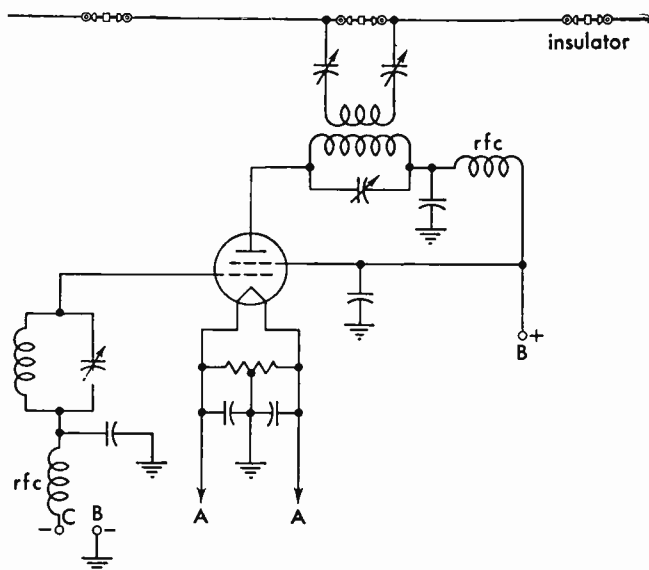 insulator
rfc
B +
rfc
- C
B -
A
A